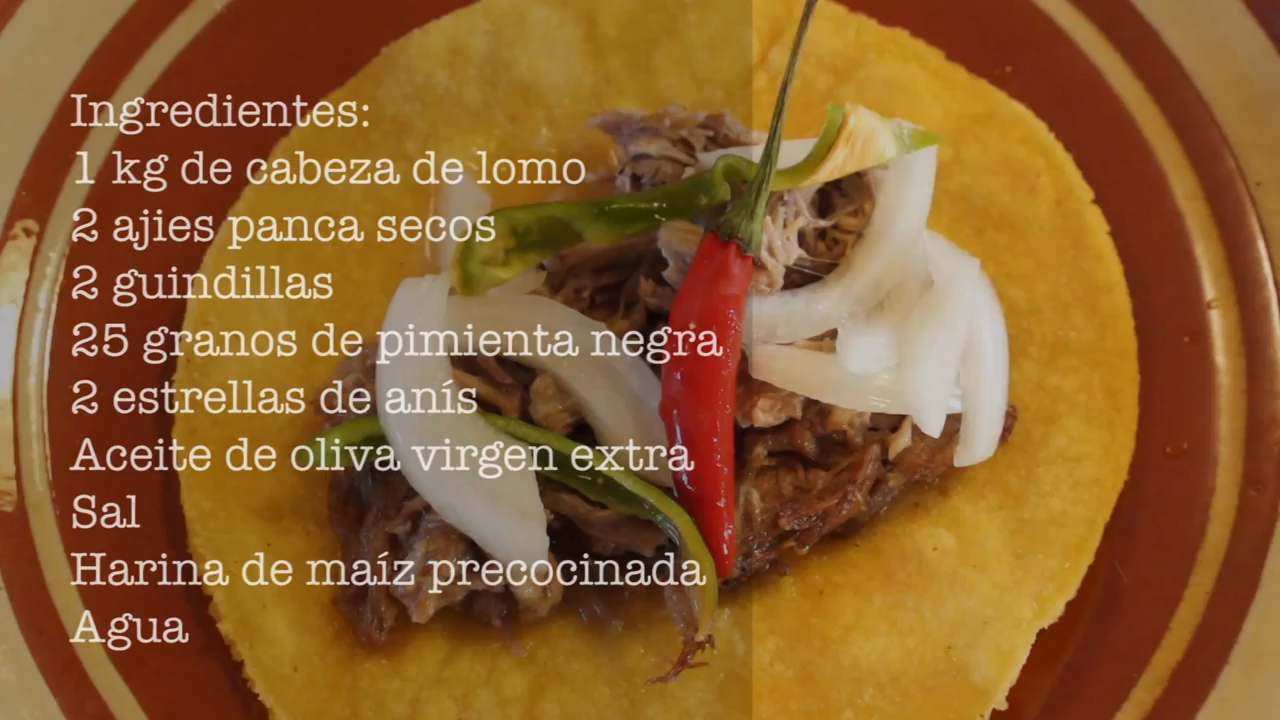 Ingredientes:
1 kg de cabeza de lomo
2 ajies panca secos
2 guindillas
25 granos de pimienta negra
2 estrellas de anís
Aceite de oliva virgen extra
Sal
Harina de maíz precocinada
Agua